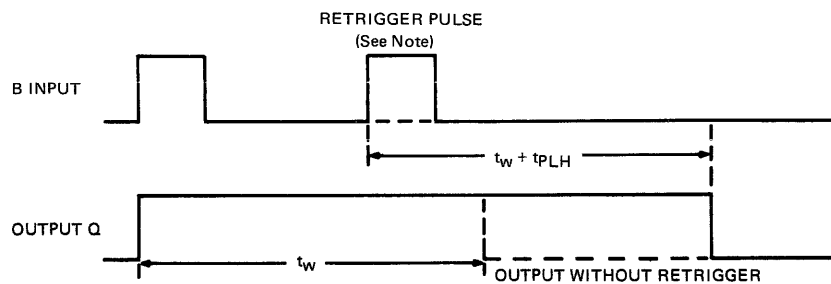 RETRIGGER PULSE
(See Note)
B INPUT
tw + tPLH
OUTPUT Q
tw
OUTPUT WITHOUT RETRIGGER